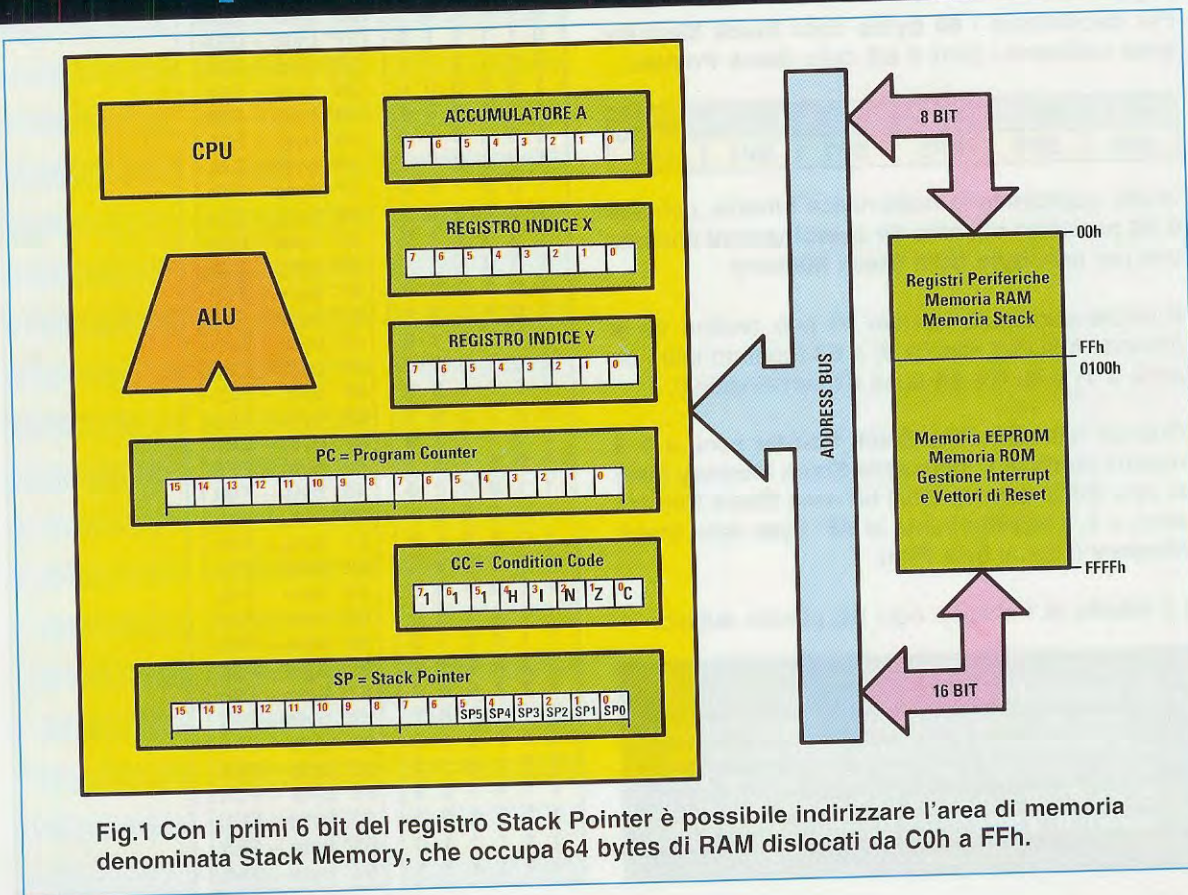 CPU
ALU
ACCUMULATORE A
7 6 5 4 3 2 1 0
REGISTRO INDICE X
7 6 5 4 3 2 1 0
REGISTRO INDICE Y
7 6 5 4 3 2 1 0
PC = Program Counter
15 14 13 12 11 10 9 8 7 6 5 4 3 2 1 0
CC = Condition Code
7 6 5 4 3 2 1 0
1 1 1 H I N Z C
SP = Stack Pointer
15 14 13 12 11 10 9 8 7 6 5 4 3 2 1 0
SP5 SP4 SP3 SP2 SP1 SP0
ADDRESS BUS
8 BIT
00h
Registri Periferiche
Memoria RAM
Memoria Stack
FFh
0100h
Memoria EEPROM
Memoria ROM
Gestione Interrupt
e Vettori di Reset
FFFFh
16 BIT
Fig.1 Con i primi 6 bit del registro Stack Pointer è possibile indirizzare l'area di memoria
denominata Stack Memory, che occupa 64 bytes di RAM dislocati da C0h a FFh.